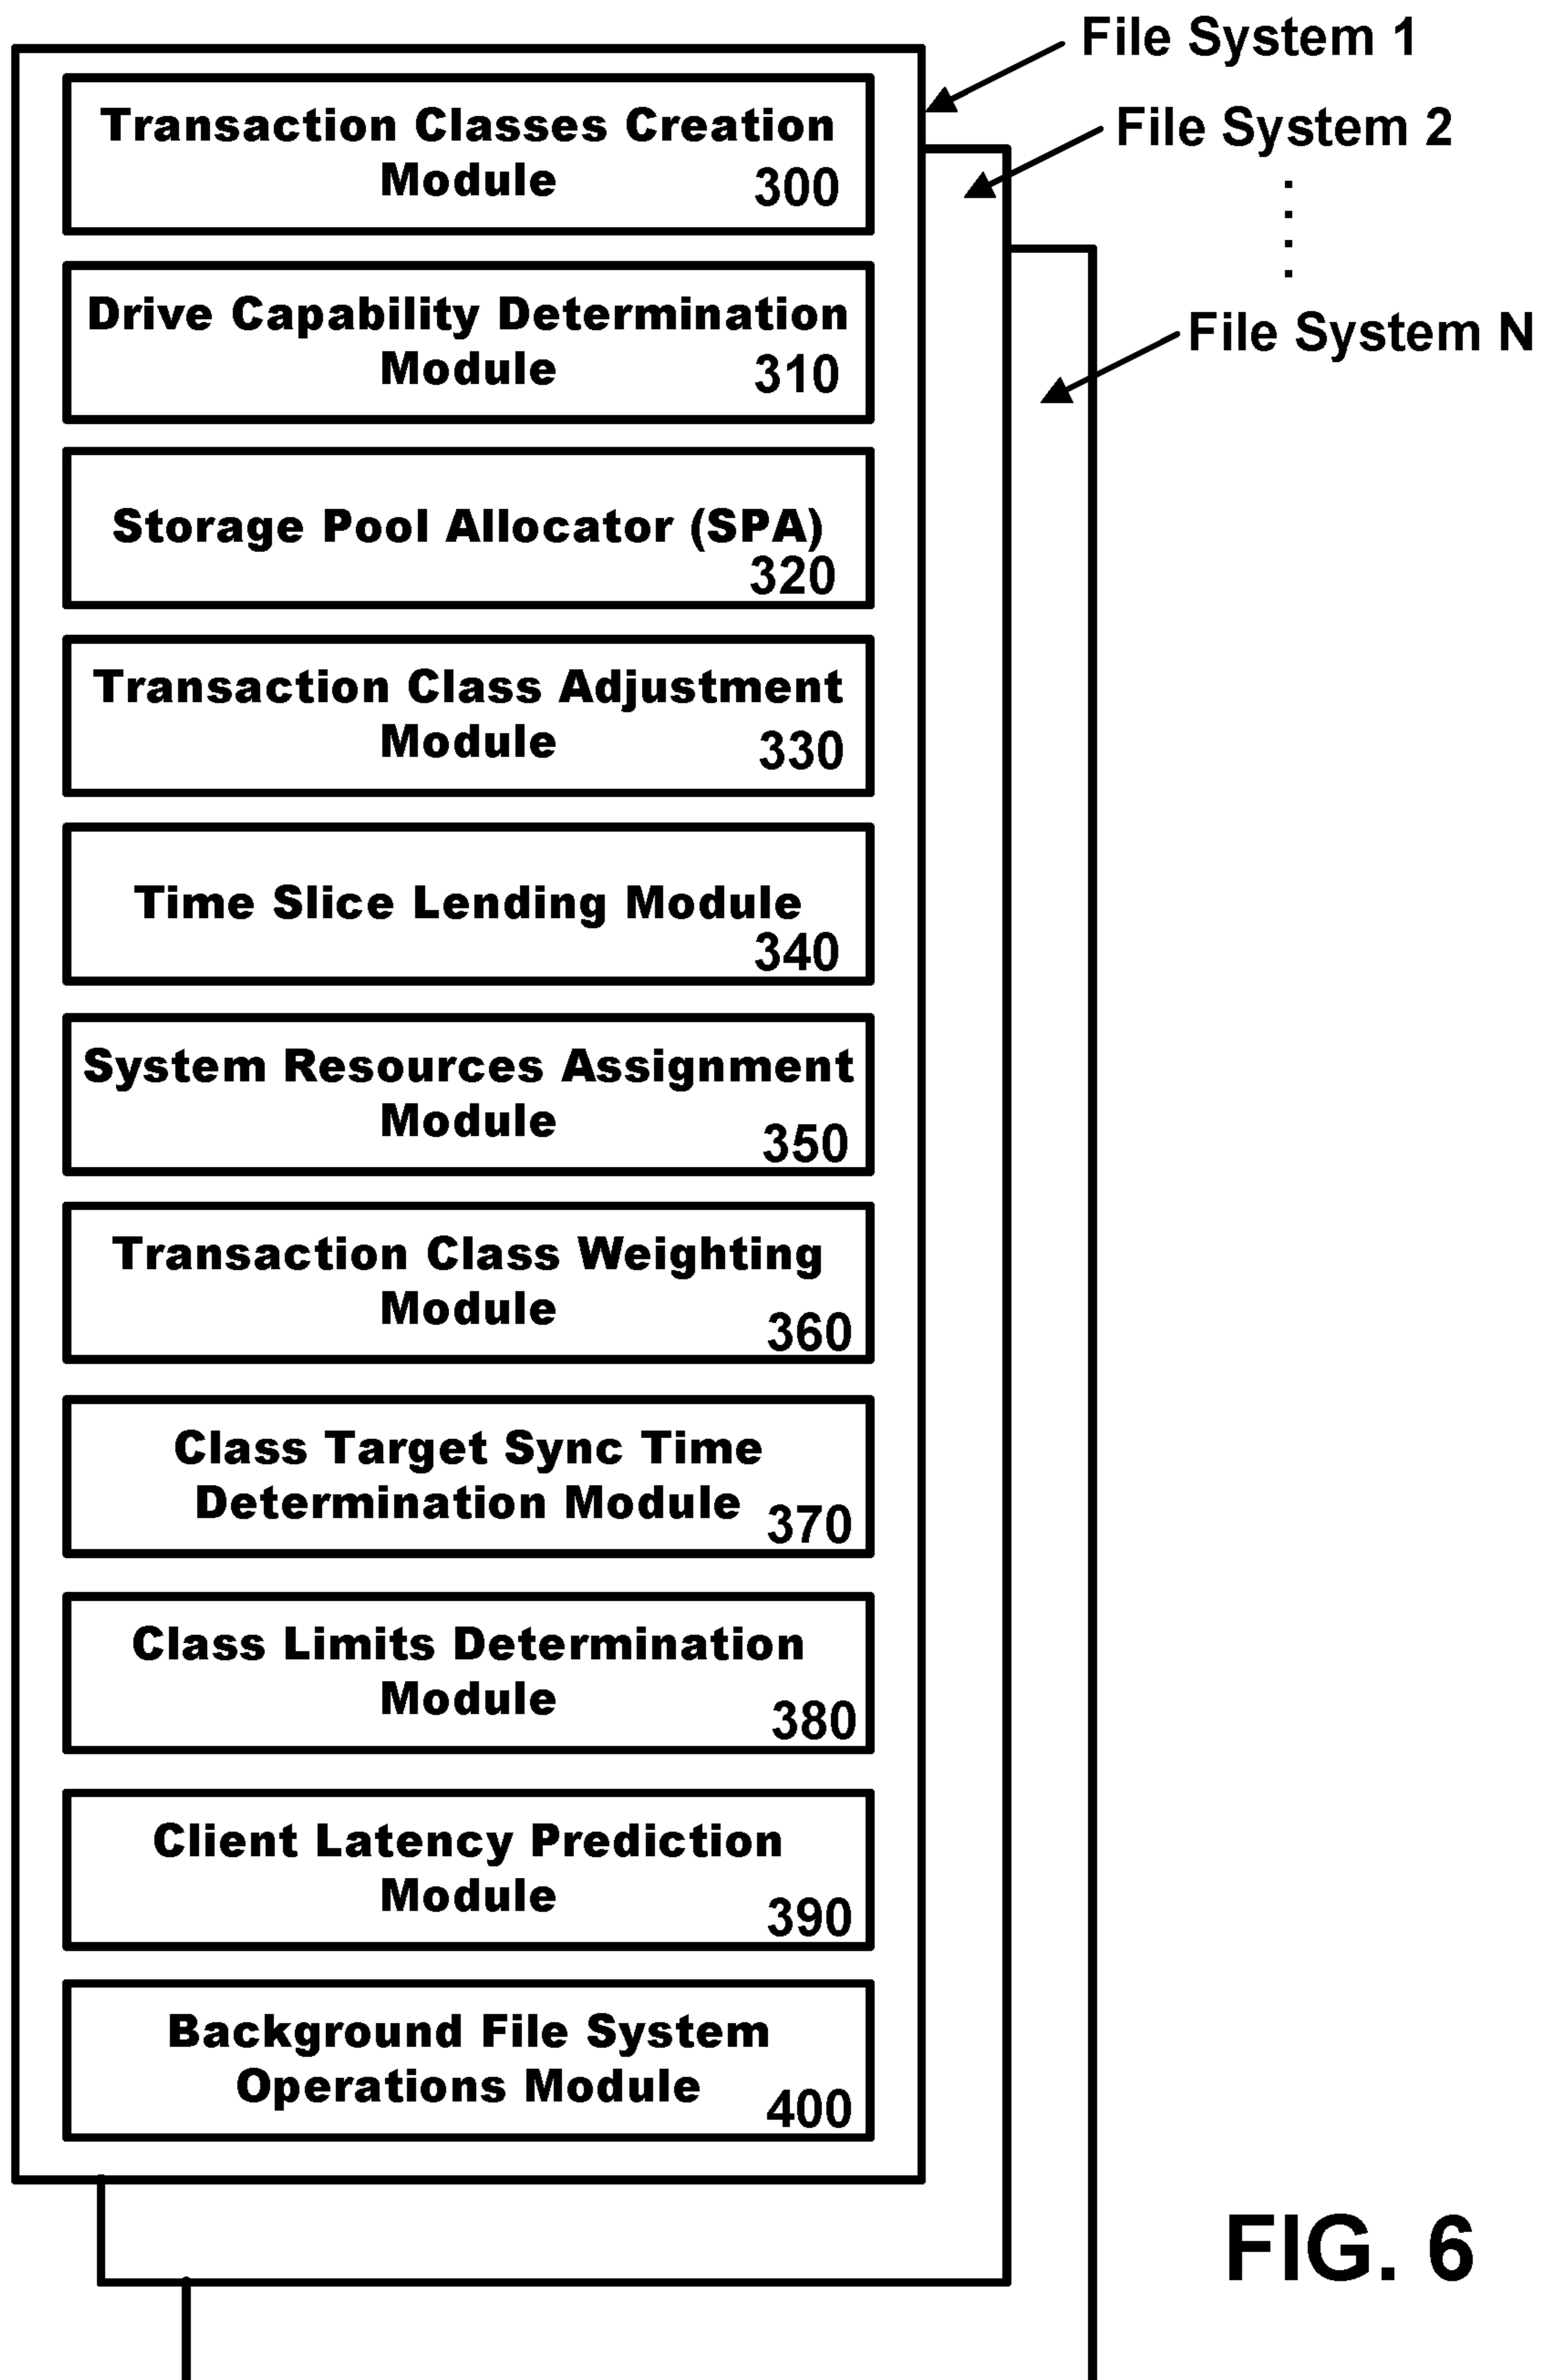 File System 1
File System 2
File System N
Transaction Classes Creation
Module
300
Drive Capability Determination
Module
310
Storage Pool Allocator (SPA)
320
Transaction Class Adjustment
Module
330
Time Slice Lending Module
340
System Resources Assignment
Module
350
Transaction Class Weighting
Module
360
Class Target Sync Time
Determination Module
370
Class Limits Determination
Module
380
Client Latency Prediction
Module
390
Background File System
Operations Module
400
FIG. 6